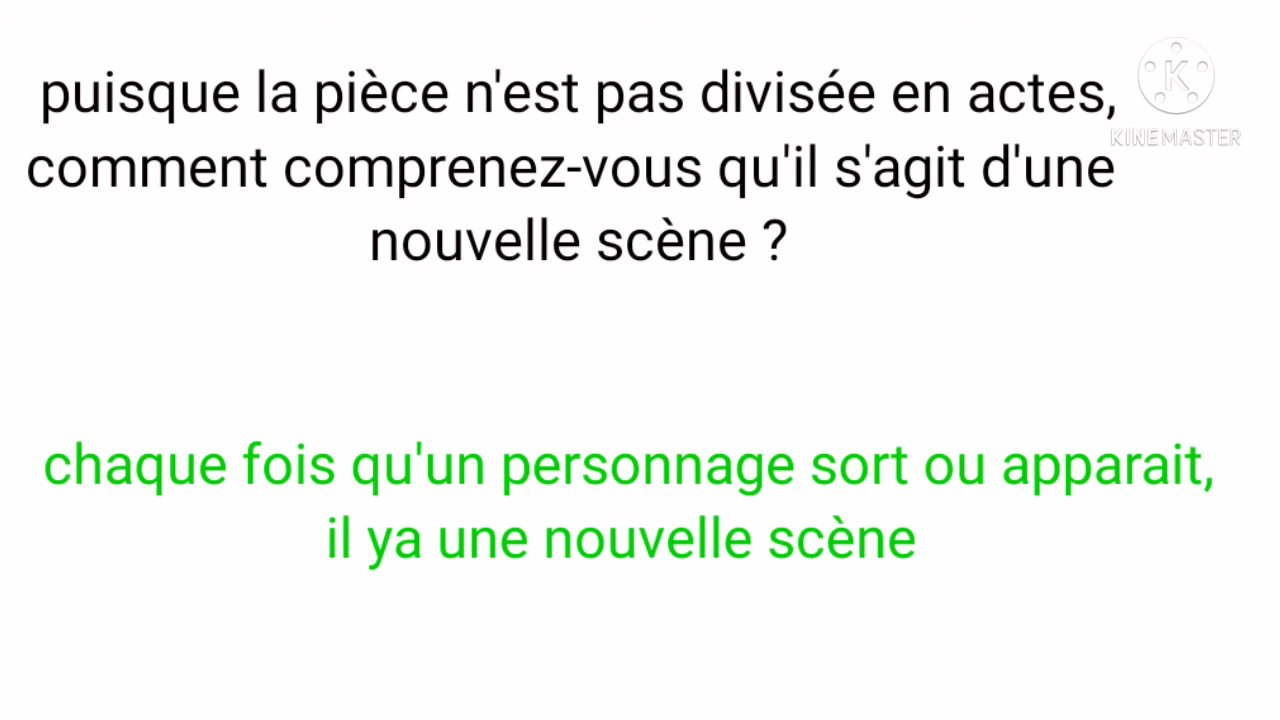 puisque la pièce n'est pas divisée en actes,
comment comprenez-vous qu'il s'agit d'une
nouvelle scène ?
K
KINEMASTER
chaque fois qu'un personnage sort ou apparait,
il ya une nouvelle scène